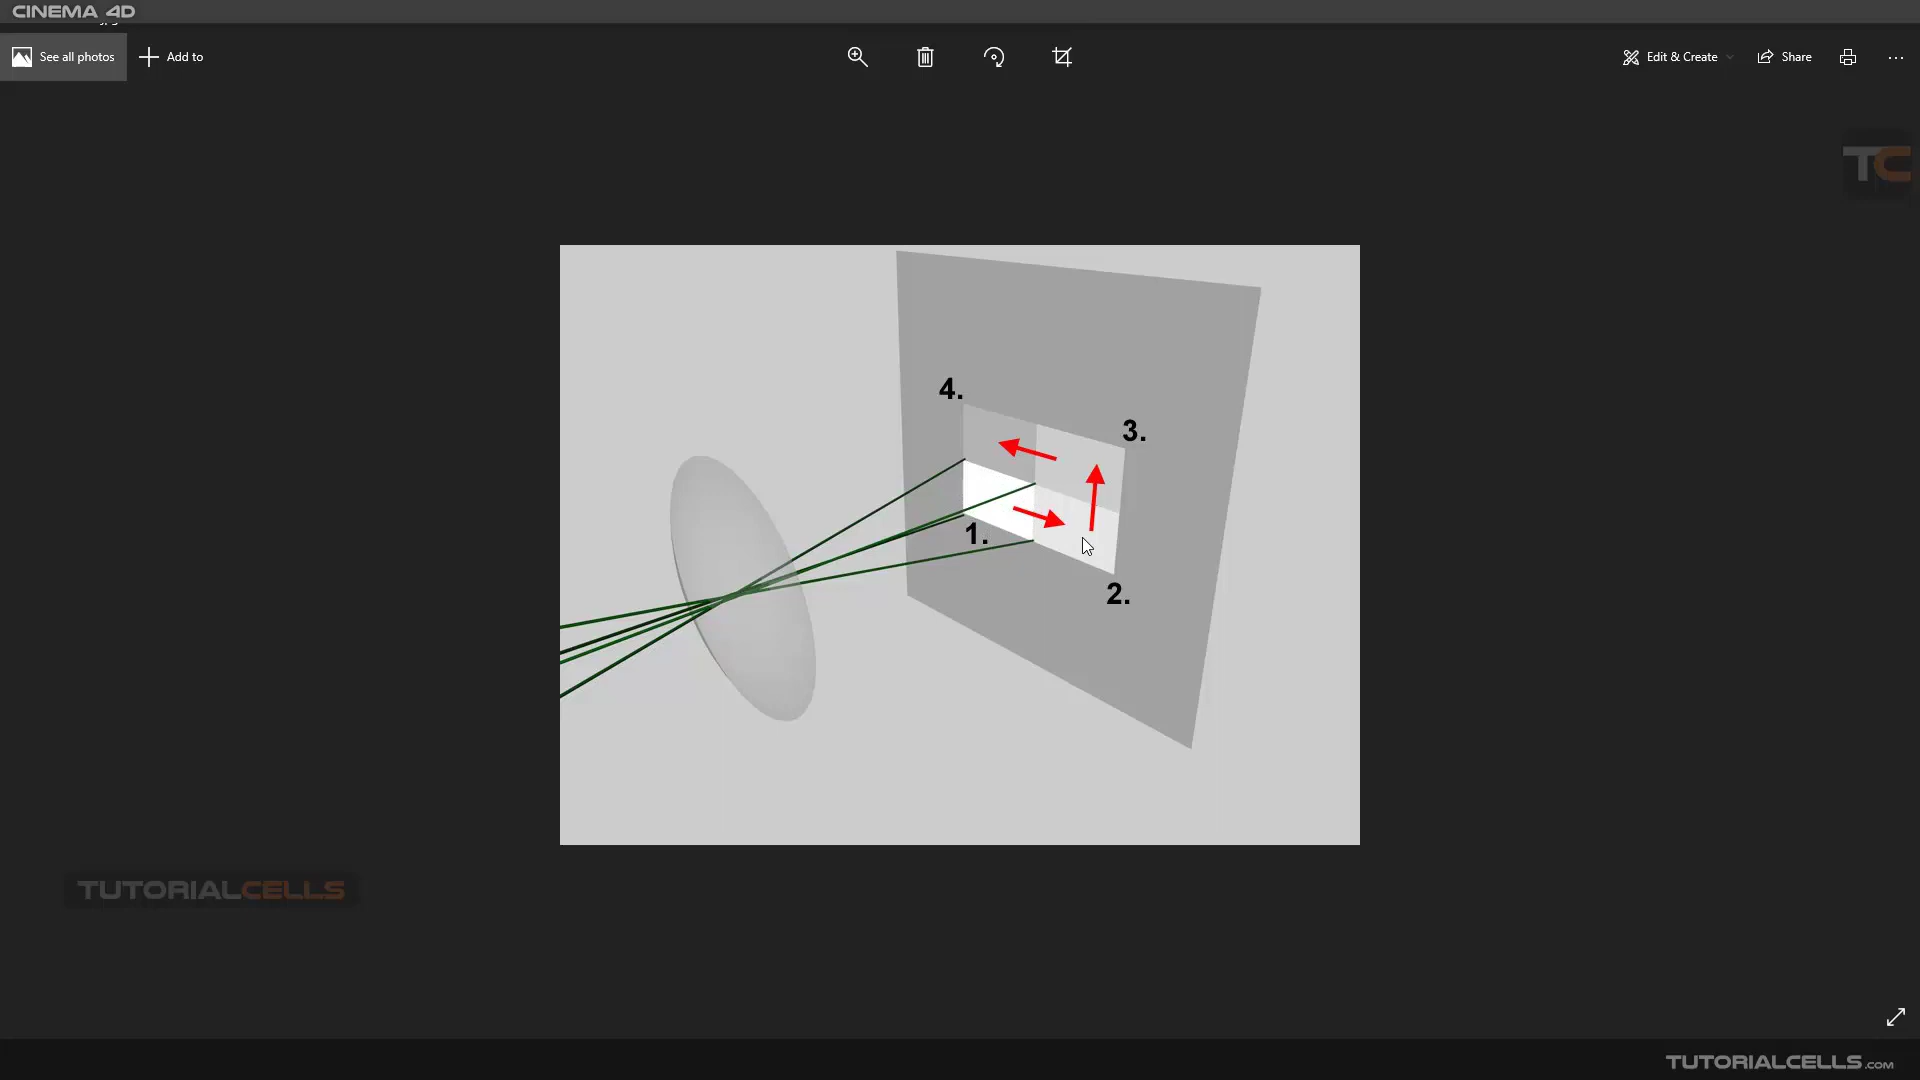 CINEMA 4D
See all photos
Add to
Edit & Create
Share
TC
4.
3.
1.
2.
TUTORIALCELLS
TUTORIALCELLS.COM